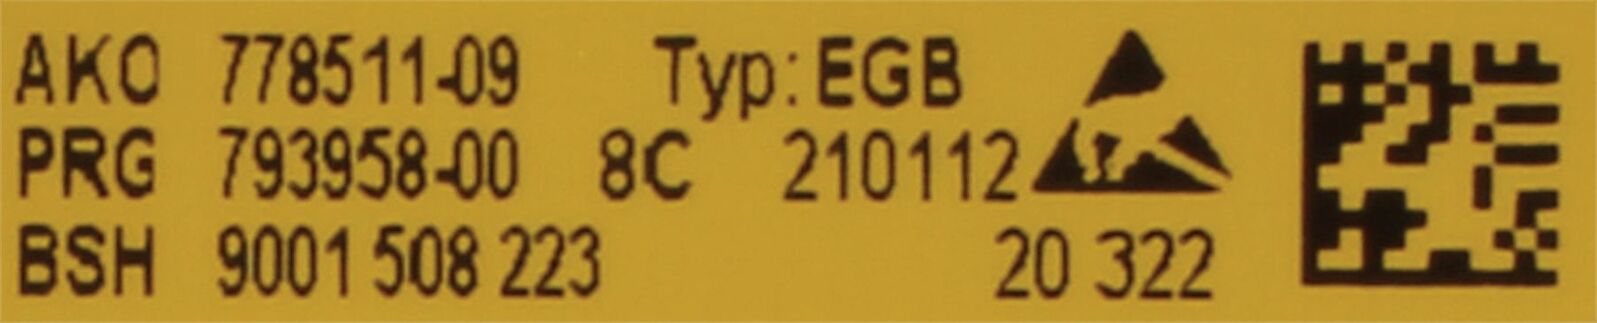 AKO 778511-09 Typ: EGB
PRG 793958-00 8C 210112
BSH 9001 508 223 20 322